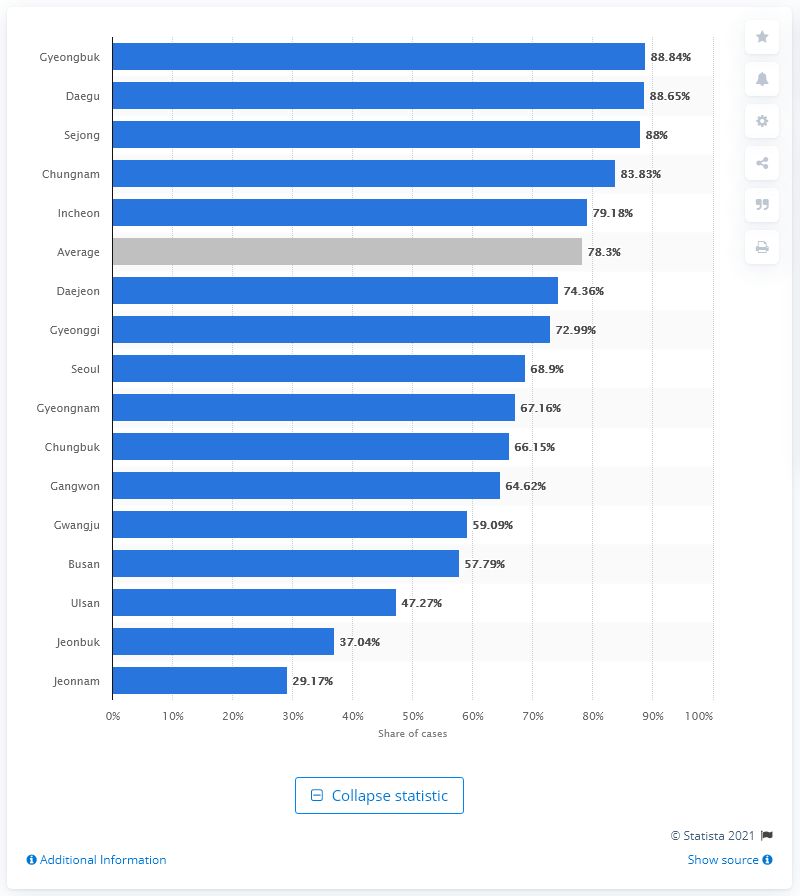 Gyeongbuk 88.84%
Daegu 88.65%
Sejong 88%
Chungnam 83.83%
Incheon 79.18%
Average 78.3%
Daejeon 74.36%
Gyeonggi 72.99%
Seoul 68.9%
Gyeongnam 67.16%
Chungbuk 66.15%
Gangwon 64.62%
Gwangju 59.09%
Busan 57.79%
Ulsan 47.27%
Jeonbuk 37.04%
Jeonnam 29.17%
0% 10% 20% 30% 40% 50% 60% 70% 80% 90% 100%
Share of cases
Collapse statistic
© Statista 2021
Additional Information Show source